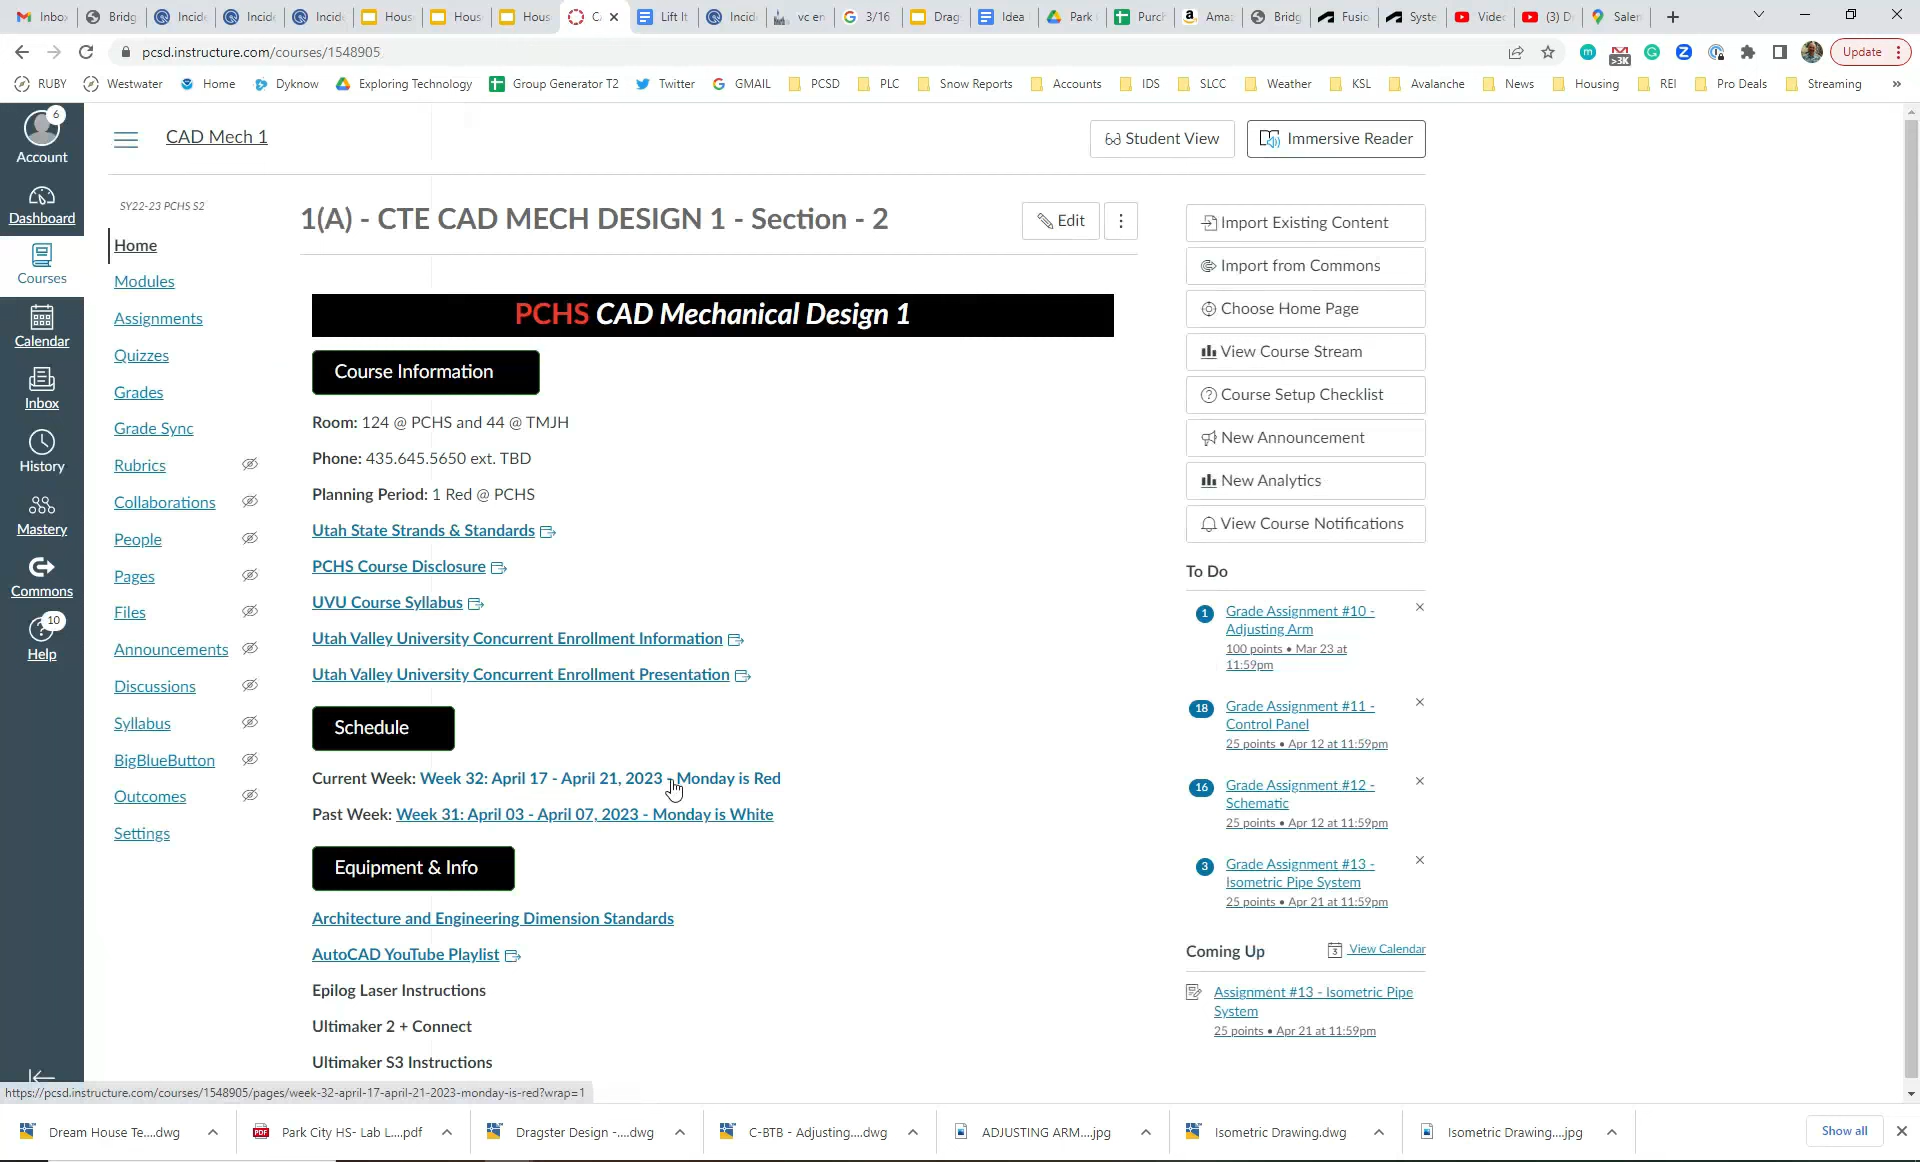 Inbo
Bridg
Incide
Incide
Incid
Hous
Hous
Hous
C
Lift It
Incid
vc en
3/16
Drag
Idea
Park
Purch
Ama
Bridg
Fusio
Syste
Video
(3) D
Salen
pcsd.instructure.com/courses/1548905
>3K
Update
RUBY
Westwater
Home
Dyknow
Exploring Technology
Group Generator T2
Twitter
GMAIL
PCSD
PLC
Snow Reports
Accounts
IDS
SLCC
Weather
KSL
Avalanche
News
Housing
REI
Pro Deals
Streaming
»
6
Account
Dashboard
Courses
Calendar
Inbox
History
Mastery
Commons
10
Help
CAD Mech 1
Student View
Immersive Reader
SY22-23 PCHS S2
Home
Modules
Assignments
Quizzes
Grades
Grade Sync
Rubrics
Collaborations
People
Pages
Files
Announcements
Discussions
Syllabus
BigBlueButton
Outcomes
Settings
1(A) - CTE CAD MECH DESIGN 1 - Section - 2
Edit
PCHS CAD Mechanical Design 1
Course Information
Room: 124 @ PCHS and 44 @ TMJH
Phone: 435.645.5650 ext. TBD
Planning Period: 1 Red @ PCHS
Utah State Strands & Standards
PCHS Course Disclosure
UVU Course Syllabus
Utah Valley University Concurrent Enrollment Information
Utah Valley University Concurrent Enrollment Presentation
Schedule
Current Week: Week 32: April 17 - April 21, 2023 - Monday is Red
Past Week: Week 31: April 03 - April 07, 2023 - Monday is White
Equipment & Info
Architecture and Engineering Dimension Standards
AutoCAD YouTube Playlist
Epilog Laser Instructions
Ultimaker 2 + Connect
Ultimaker S3 Instructions
Import Existing Content
Import from Commons
Choose Home Page
View Course Stream
Course Setup Checklist
New Announcement
New Analytics
View Course Notifications
To Do
1
Grade Assignment #10 -
Adjusting Arm
100 points • Mar 23 at
11:59pm
18
Grade Assignment #11 -
Control Panel
25 points • Apr 12 at 11:59pm
16
Grade Assignment #12 -
Schematic
25 points • Apr 12 at 11:59pm
3
Grade Assignment #13 -
Isometric Pipe System
25 points • Apr 21 at 11:59pm
Coming Up
3 View Calendar
Assignment #13 - Isometric Pipe
System
25 points • Apr 21 at 11:59pm
https://pcsd.instructure.com/courses/1548905/pages/week-32-april-17-april-21-2023-monday-is-red?wrap=1
Dream House Te....dwg
PDF
Park City HS- Lab L....pdf
Dragster Design -....dwg
C-BTB - Adjusting....dwg
ADJUSTING ARM....jpg
Isometric Drawing.dwg
Isometric Drawing....jpg
Show all